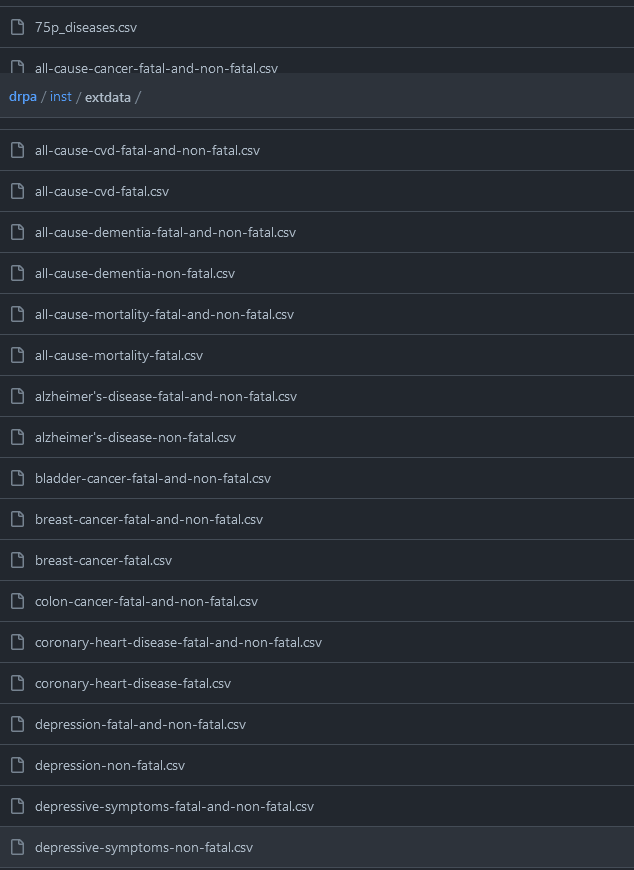 75p_diseases.csv
all-cause-cancer-fatal-and-non-fatal.csv
drpa / inst / extdata /
all-cause-cvd-fatal-and-non-fatal.csv
all-cause-cvd-fatal.csv
all-cause-dementia-fatal-and-non-fatal.csv
all-cause-dementia-non-fatal.csv
all-cause-mortality-fatal-and-non-fatal.csv
all-cause-mortality-fatal.csv
alzheimer's-disease-fatal-and-non-fatal.csv
alzheimer's-disease-non-fatal.csv
bladder-cancer-fatal-and-non-fatal.csv
breast-cancer-fatal-and-non-fatal.csv
breast-cancer-fatal.csv
colon-cancer-fatal-and-non-fatal.csv
coronary-heart-disease-fatal-and-non-fatal.csv
coronary-heart-disease-fatal.csv
depression-fatal-and-non-fatal.csv
depression-non-fatal.csv
depressive-symptoms-fatal-and-non-fatal.csv
depressive-symptoms-non-fatal.csv